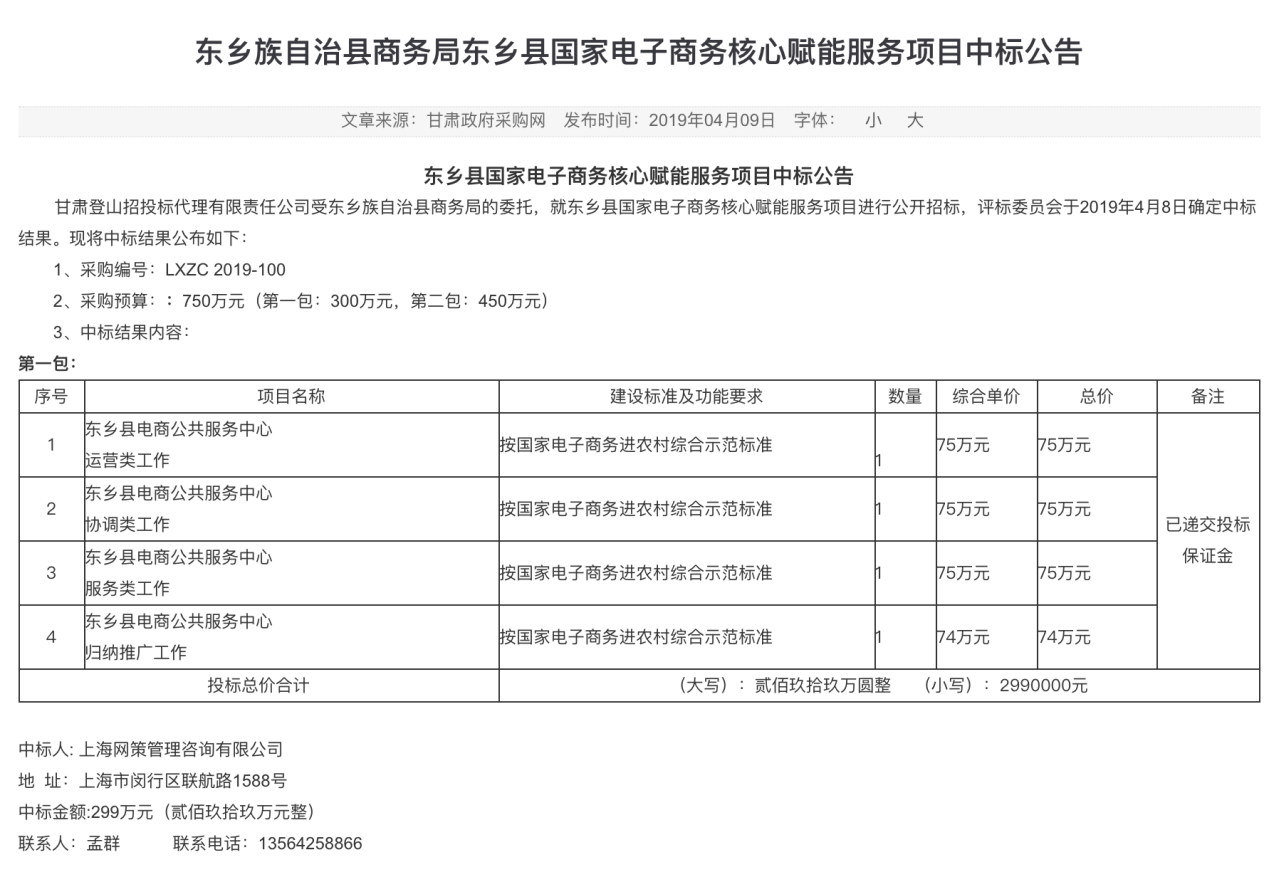 东乡族自治县商务局东乡县国家电子商务核心赋能服务项目中标公告
文章来源：甘肃政府采购网 发布时间：2019年04月09日 字体： 小 大
东乡县国家电子商务核心赋能服务项目中标公告
甘肃登山招投标代理有限责任公司受东乡族自治县商务局的委托，就东乡县国家电子商务核心赋能服务项目进行公开招标，评标委员会于2019年4月8日确定中标
结果。现将中标结果公布如下：
1、采购编号：LXZC 2019-100
2、采购预算：：750万元（第一包：300万元，第二包：450万元）
3、中标结果内容：
第一包：
序号 项目名称 建设标准及功能要求 数量 综合单价 总价 备注
1 东乡县电商公共服务中心
运营类工作 按国家电子商务进农村综合示范标准 1 75万元 75万元
2 东乡县电商公共服务中心
协调类工作 按国家电子商务进农村综合示范标准 1 75万元 75万元
3 东乡县电商公共服务中心
服务类工作 按国家电子商务进农村综合示范标准 1 75万元 75万元
4 东乡县电商公共服务中心
归纳推广工作 按国家电子商务进农村综合示范标准 1 74万元 74万元
已递交投标
保证金
投标总价合计 （大写）：贰佰玖拾玖万圆整 （小写）：2990000元
中标人: 上海网策管理咨询有限公司
地 址：上海市闵行区联航路1588号
中标金额:299万元（贰佰玖拾玖万元整）
联系人：孟群 联系电话：13564258866